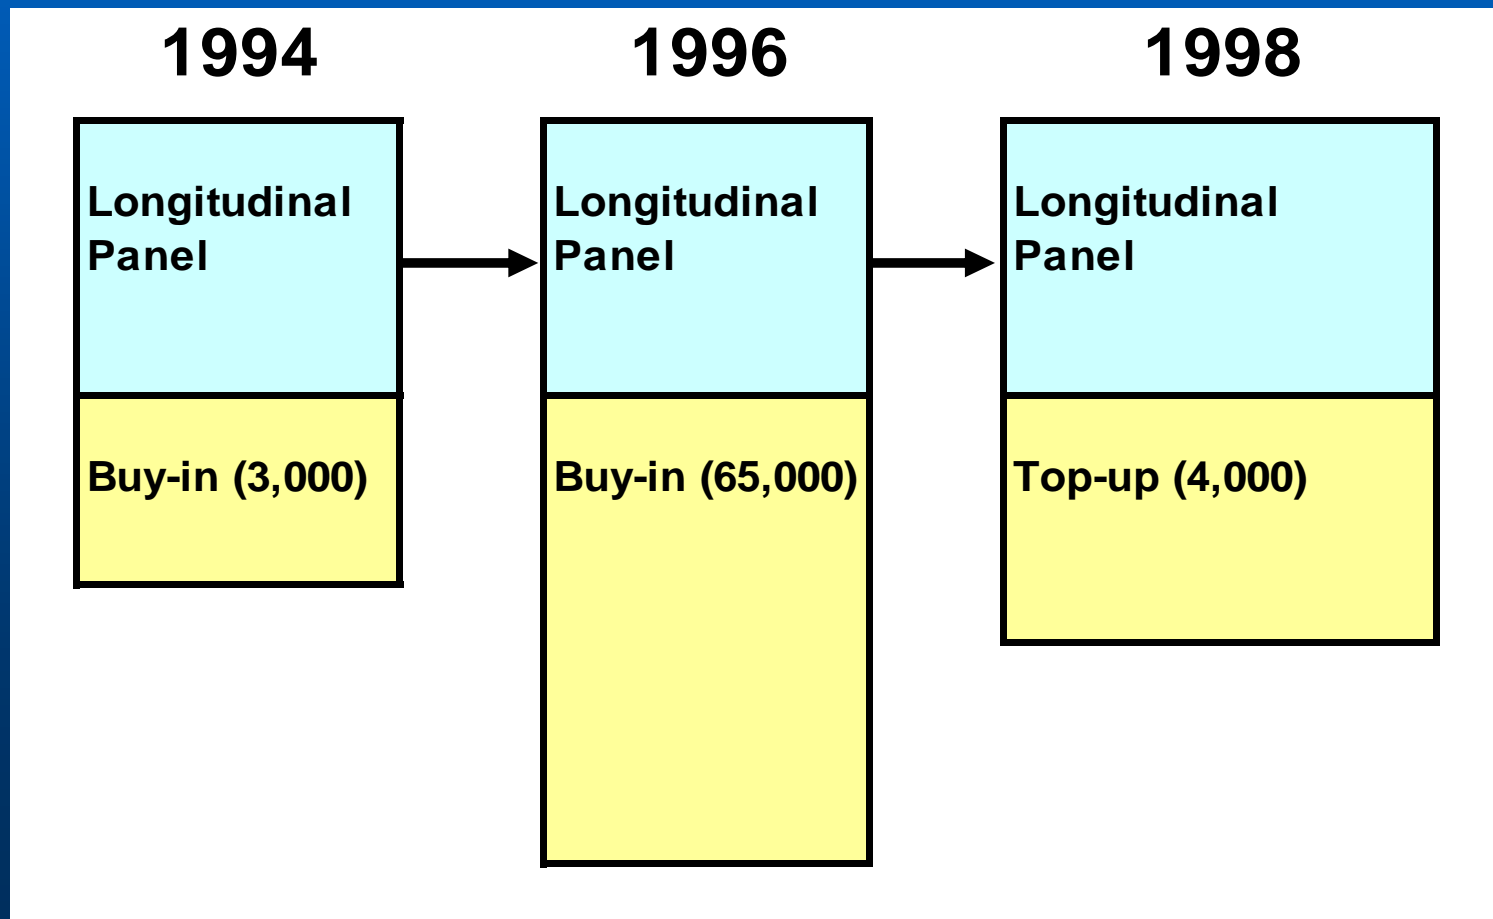 1994
1996
1998
Longitudinal
Panel
Longitudinal
Panel
Longitudinal
Panel
Buy-in (3,000)
Buy-in (65,000)
Top-up (4,000)